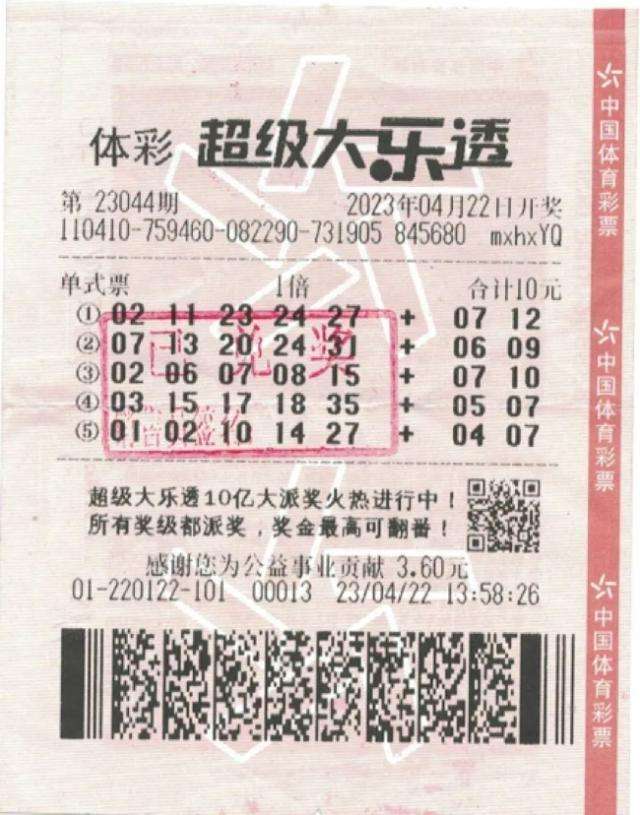 体彩 超级大乐透
第 23044期 2023年04月22日开奖
110410-759460-082290-731905 845680 mxhxYQ
单式票 1倍 合计10元
① 02 11 23 24 27 + 07 12
② 07 13 20 24 31 + 06 09
③ 02 06 07 08 15 + 07 10
④ 03 15 17 18 35 + 05 07
⑤ 01 02 10 14 27 + 04 07
已兑奖
超级大乐透10亿大派奖火热进行中！
所有奖级都派奖，奖金最高可翻番！
感谢您为公益事业贡献 3.60元
01-220122-101 00013 23/04/22 13:58:26
中国体育彩票
中国体育彩票
中国体育彩票